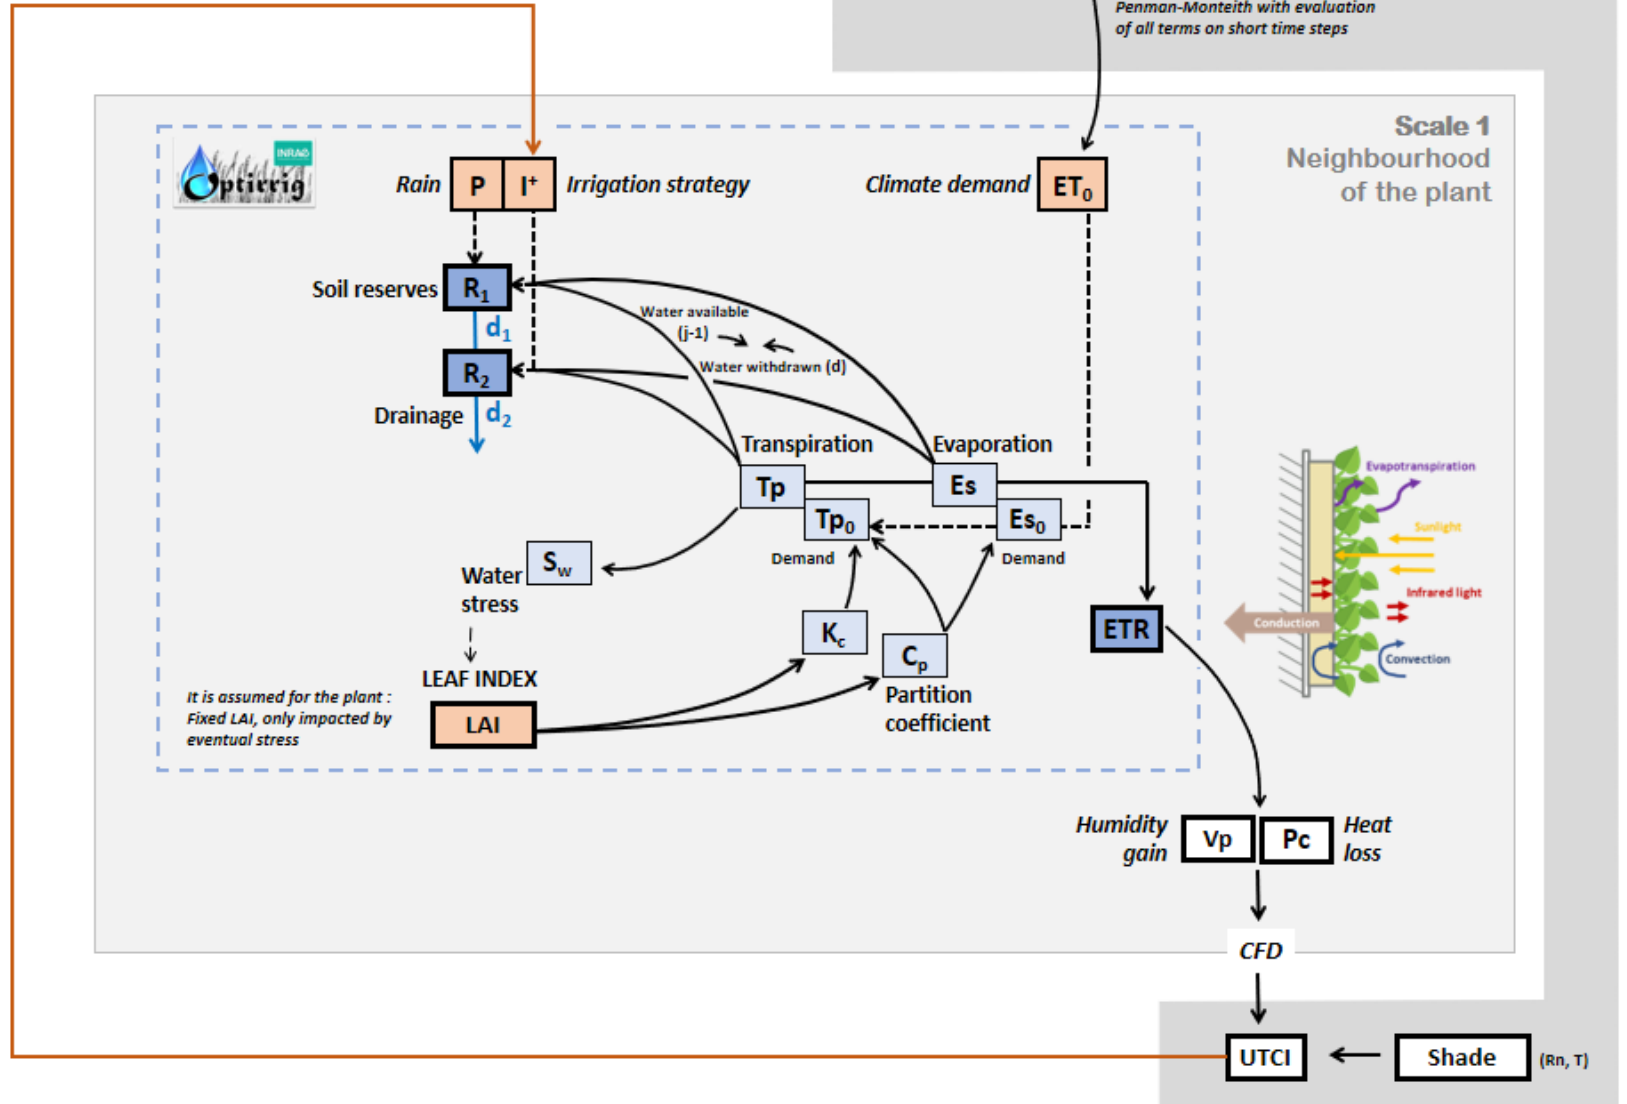 Penman-Monteith with evaluation
of all terms on short time steps
Scale 1
Neighbourhood
of the plant
INRAE
Optirrig
Rain
P
I⁺
Irrigation strategy
Climate demand
ET₀
Soil reserves
R₁
d₁
Water available
(j-1)
Water withdrawn (d)
R₂
Drainage
d₂
Transpiration
Evaporation
Tp
Es
Tp₀
Es₀
Demand
Demand
Water
stress
S_w
LEAF INDEX
LAI
It is assumed for the plant :
Fixed LAI, only impacted by
eventual stress
K_c
C_p
Partition
coefficient
ETR
Evapotranspiration
Sunlight
Infrared light
Conduction
Convection
Humidity
gain
Vp
Pc
Heat
loss
CFD
UTCI
Shade
(Rn, T)